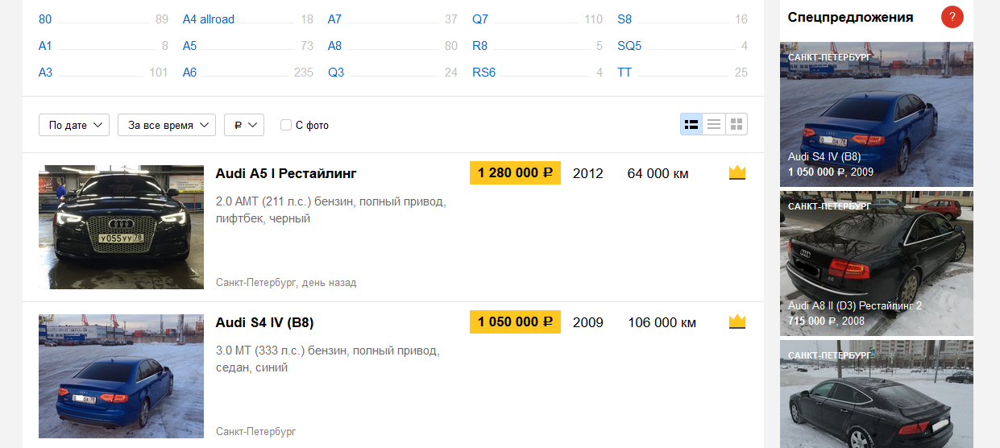 80 89 A4 allroad 18 A7 37 Q7 110 S8 16
A1 8 A5 73 A8 80 R8 5 SQ5 4
A3 101 A6 235 Q3 24 RS6 4 TT 25
По дате За все время ₽ С фото
Audi A5 I Рестайлинг 1 280 000 ₽ 2012 64 000 км
2.0 AMT (211 л.с.) бензин, полный привод,
лифтбек, черный
У055УУ 78
Санкт-Петербург, день назад
Audi S4 IV (B8) 1 050 000 ₽ 2009 106 000 км
3.0 MT (333 л.с.) бензин, полный привод,
седан, синий
Санкт-Петербург
Спецпредложения ?
САНКТ-ПЕТЕРБУРГ
Audi S4 IV (B8)
1 050 000 ₽, 2009
САНКТ-ПЕТЕРБУРГ
Audi A8 II (D3) Рестайлинг 2
715 000 ₽, 2008
САНКТ-ПЕТЕРБУРГ